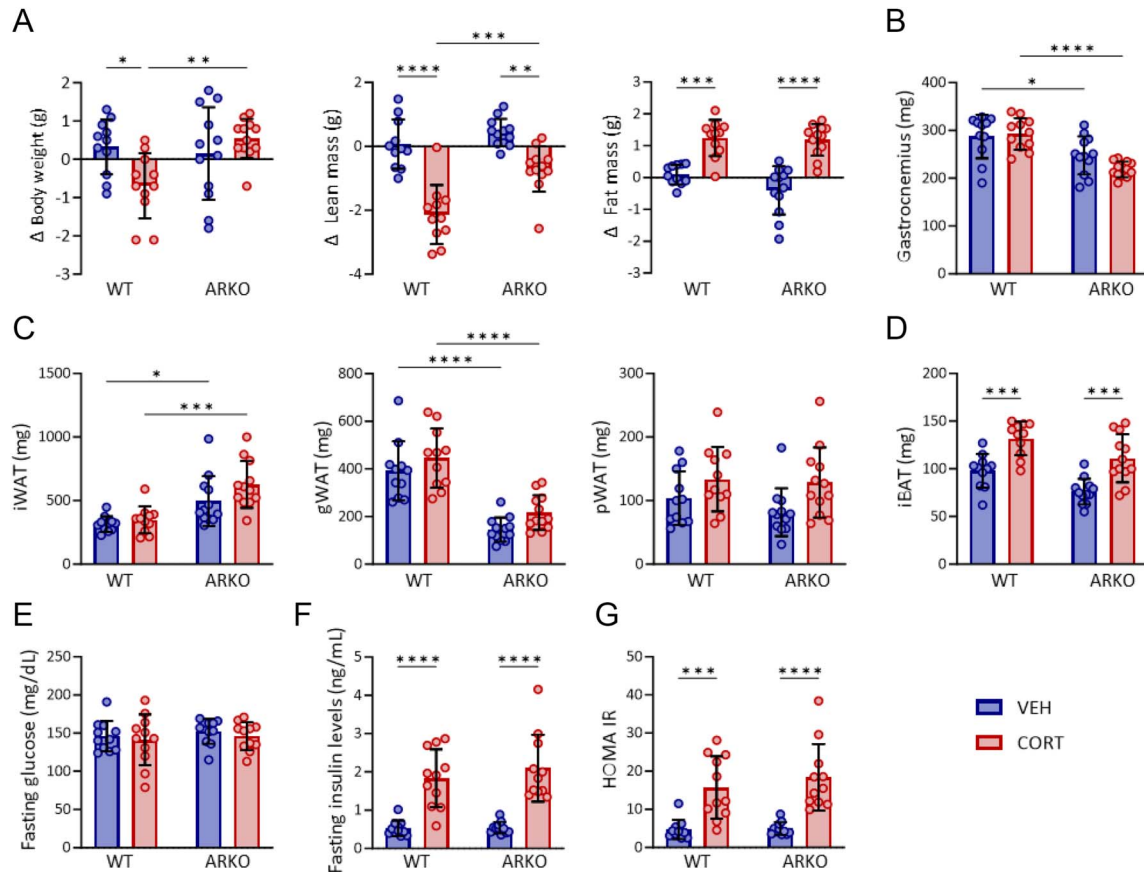 A
B
* * * *
* * * *
* * * * * * * * * * * * * * * * * * * *
Δ Body weight (g)
2
1
0
-1
-2
-3
WT ARKO
Δ Lean mass (g)
2
0
-2
-4
WT ARKO
Δ Fat mass (g)
3
2
1
0
-1
-2
-3
WT ARKO
Gastrocnemius (mg)
400
300
200
100
0
WT ARKO
C
D
iWAT (mg)
1500
1000
500
0
*
* * *
WT ARKO
gWAT (mg)
800
600
400
200
0
* * * *
* * * *
WT ARKO
pWAT (mg)
300
200
100
0
WT ARKO
iBAT (mg)
200
150
100
50
0
* * * * * *
WT ARKO
E
F
G
Fasting glucose (mg/dL)
250
200
150
100
50
0
WT ARKO
Fasting insulin levels (ng/mL)
5
4
3
2
1
0
* * * * * * * *
WT ARKO
HOMA IR
50
40
30
20
10
0
* * * * * * *
WT ARKO
VEH
CORT